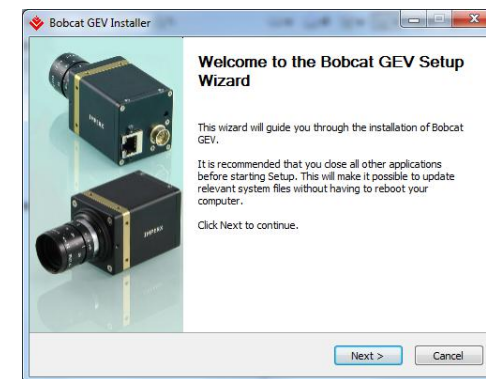 Bobcat GEV Installer
Welcome to the Bobcat GEV Setup
Wizard
This wizard will guide you through the installation of Bobcat
GEV.
It is recommended that you close all other applications
before starting Setup. This will make it possible to update
relevant system files without having to reboot your
computer.
Click Next to continue.
IMPERX
IMPERX
Next >
Cancel